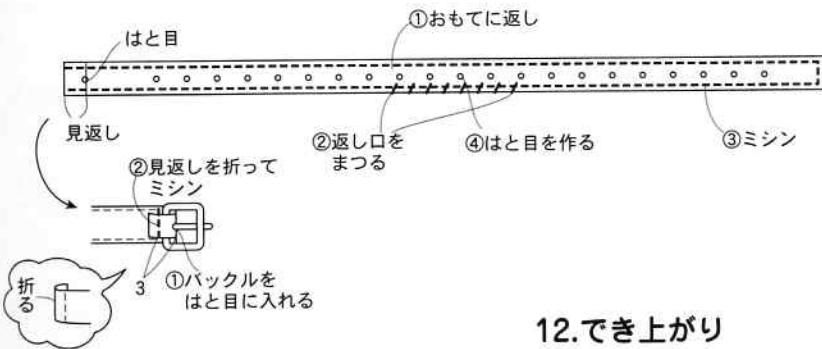 はと目
①おもてに返し
見返し
②返し口を
まつる
④はと目を作る
③ミシン
②見返しを折って
ミシン
3
①バックルを
はと目に入れる
折る
12.でき上がり